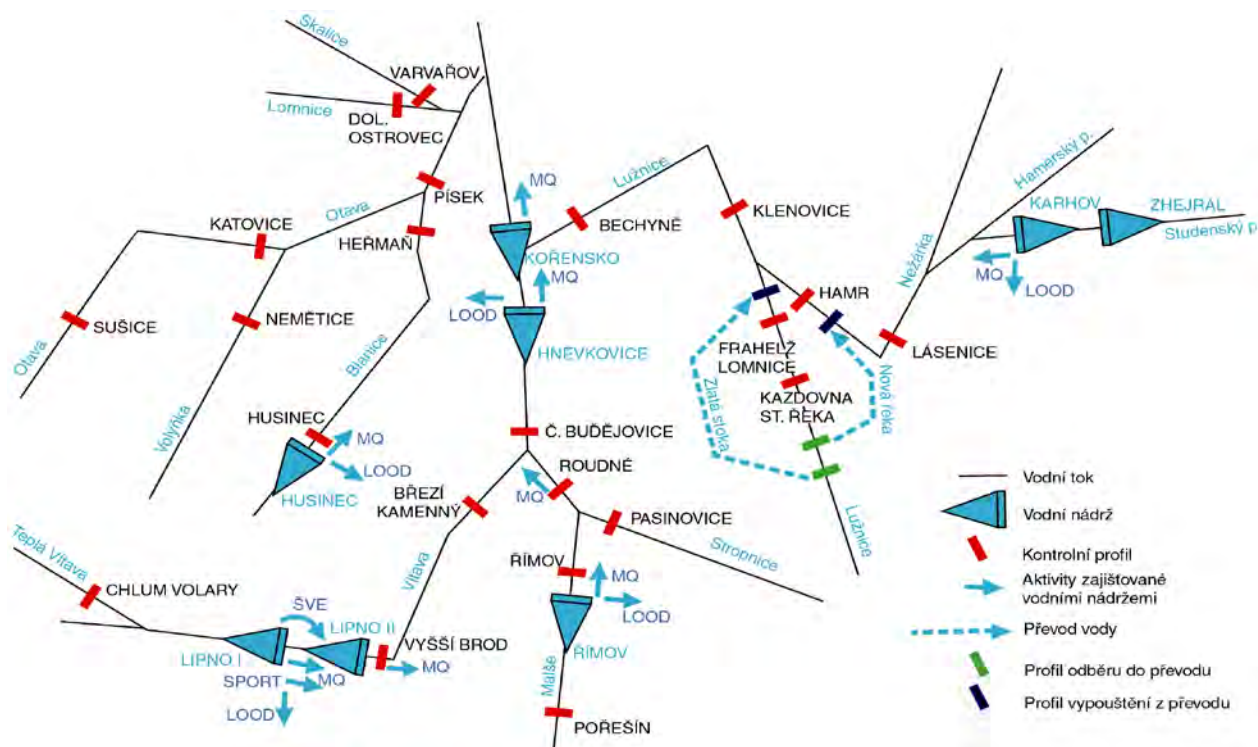 Skalice
VARVAŘOV
Lomnice
DOL.
OSTROVEC
PÍSEK
MQ
Lužnice
Hamerský p.
KARHOV
ZHEJRAL
Studenský p.
KATOVICE
Otava
HEŘMAŇ
BECHYNĚ
KLENOVICE
Nežárka
KOŘENSKO
MQ
MQ
LOOD
LOOD
HAMR
SUŠICE
NEMĚTICE
HNĚVKOVICE
LÁSENICE
Otava
Blanice
FRAHELŽ
LOMNICE
Zlatá stoka
Nová řeka
KAZDOVNA
ST. ŘEKA
Volyňka
HUSINEC
MQ
LOOD
HUSINEC
Č. BUĎĚJOVICE
ROUDNÉ
MQ
BŘEZÍ
KAMENNÝ
PASINOVICE
Stropnice
Lužnice
Vodní tok
Vodní nádrž
Teplá Vltava
Vltava
ŘÍMOV
MQ
LOOD
Kontrolní profil
CHLUM VOLARY
Aktivity zajišťované
vodními nádržemi
ŠVE
LIPNO II
VYŠŠÍ BROD
MQ
Převod vody
LIPNO I
ŘÍMOV
SPORT
MQ
LOOD
Malše
Profil odběru do převodu
Profil vypouštění z převodu
POŘEŠÍN